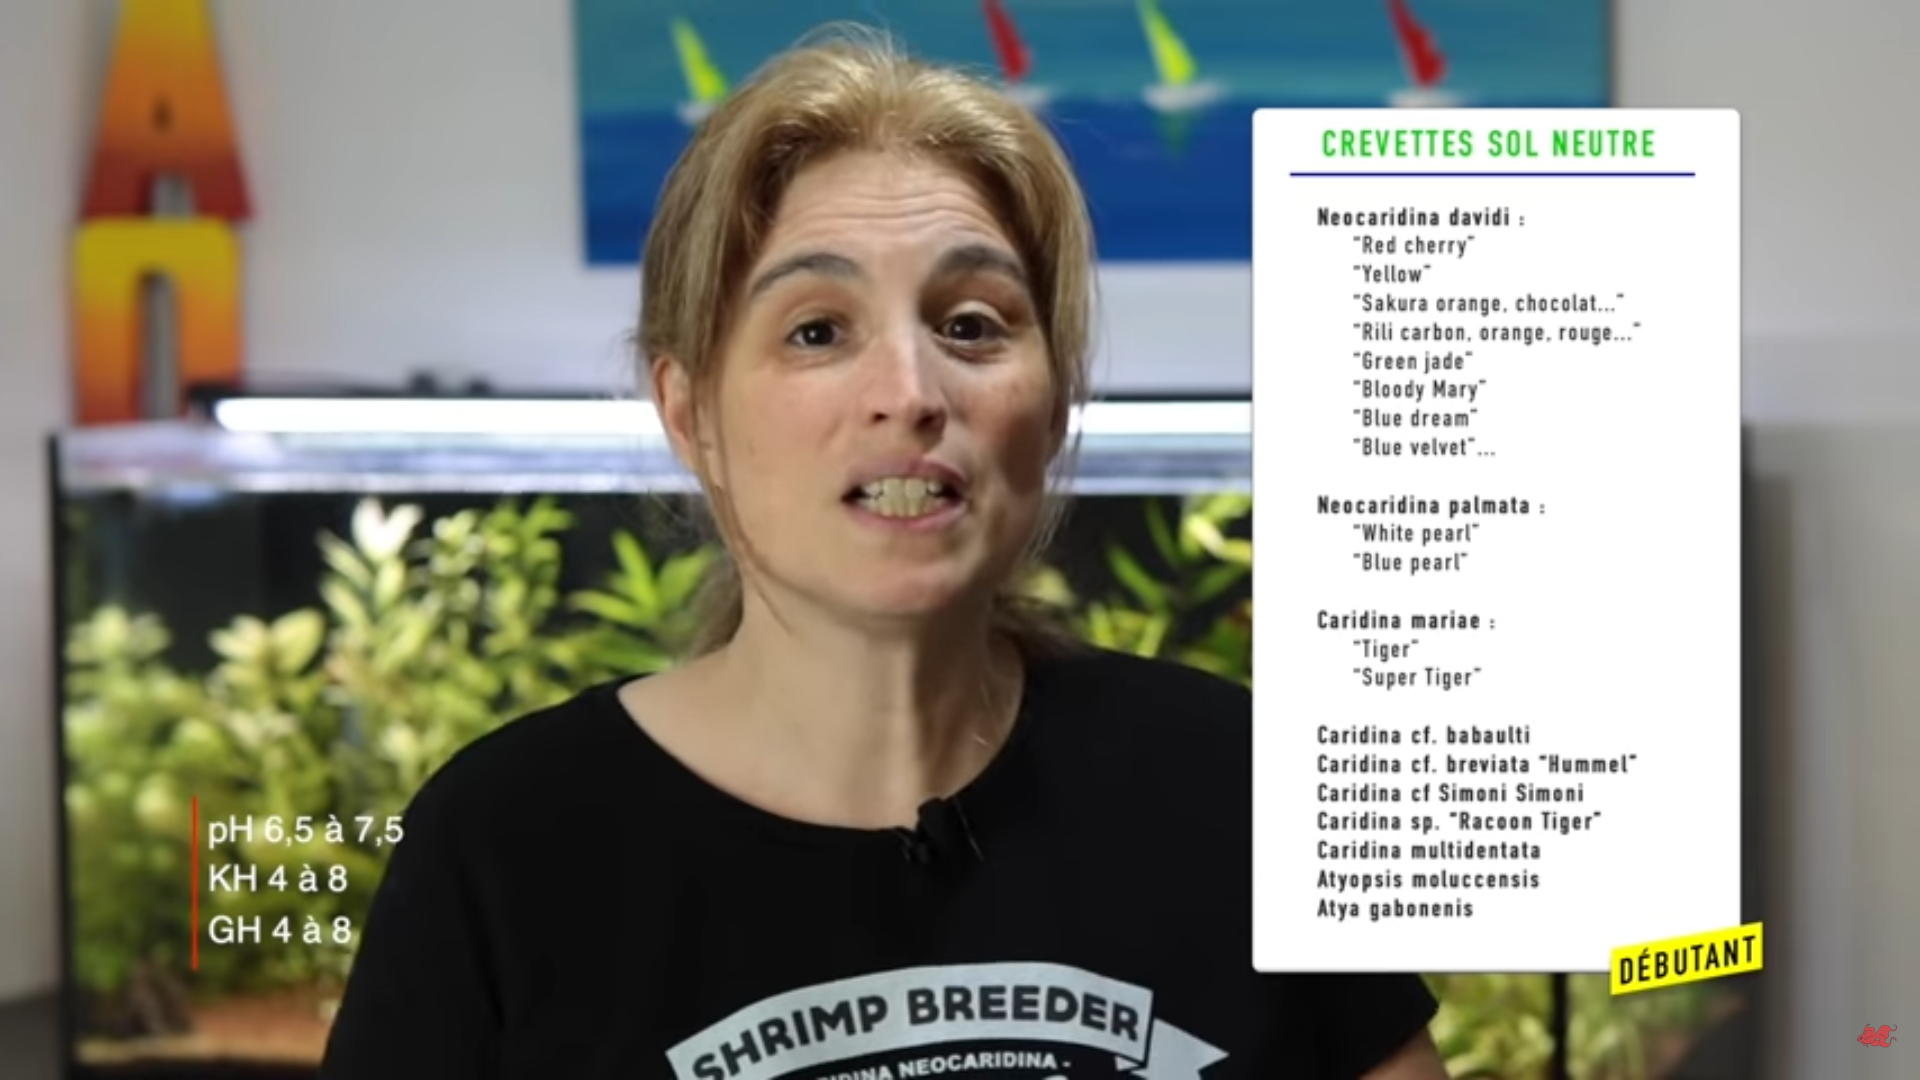 CREVETTES SOL NEUTRE
Neocaridina davidi :
"Red cherry"
"Yellow"
"Sakura orange, chocolat..."
"Rili carbon, orange, rouge..."
"Green jade"
"Bloody Mary"
"Blue dream"
"Blue velvet"...
Neocaridina palmata :
"White pearl"
"Blue pearl"
Caridina mariae :
"Tiger"
"Super Tiger"
Caridina cf. babaulti
Caridina cf. breviata "Hummel"
Caridina cf Simoni Simoni
Caridina sp. "Racoon Tiger"
Caridina multidentata
Atyopsis moluccensis
Atya gabonenis
DÉBUTANT
pH 6,5 à 7,5
KH 4 à 8
GH 4 à 8
SHRIMP BREEDER
NEOCARIDINA -